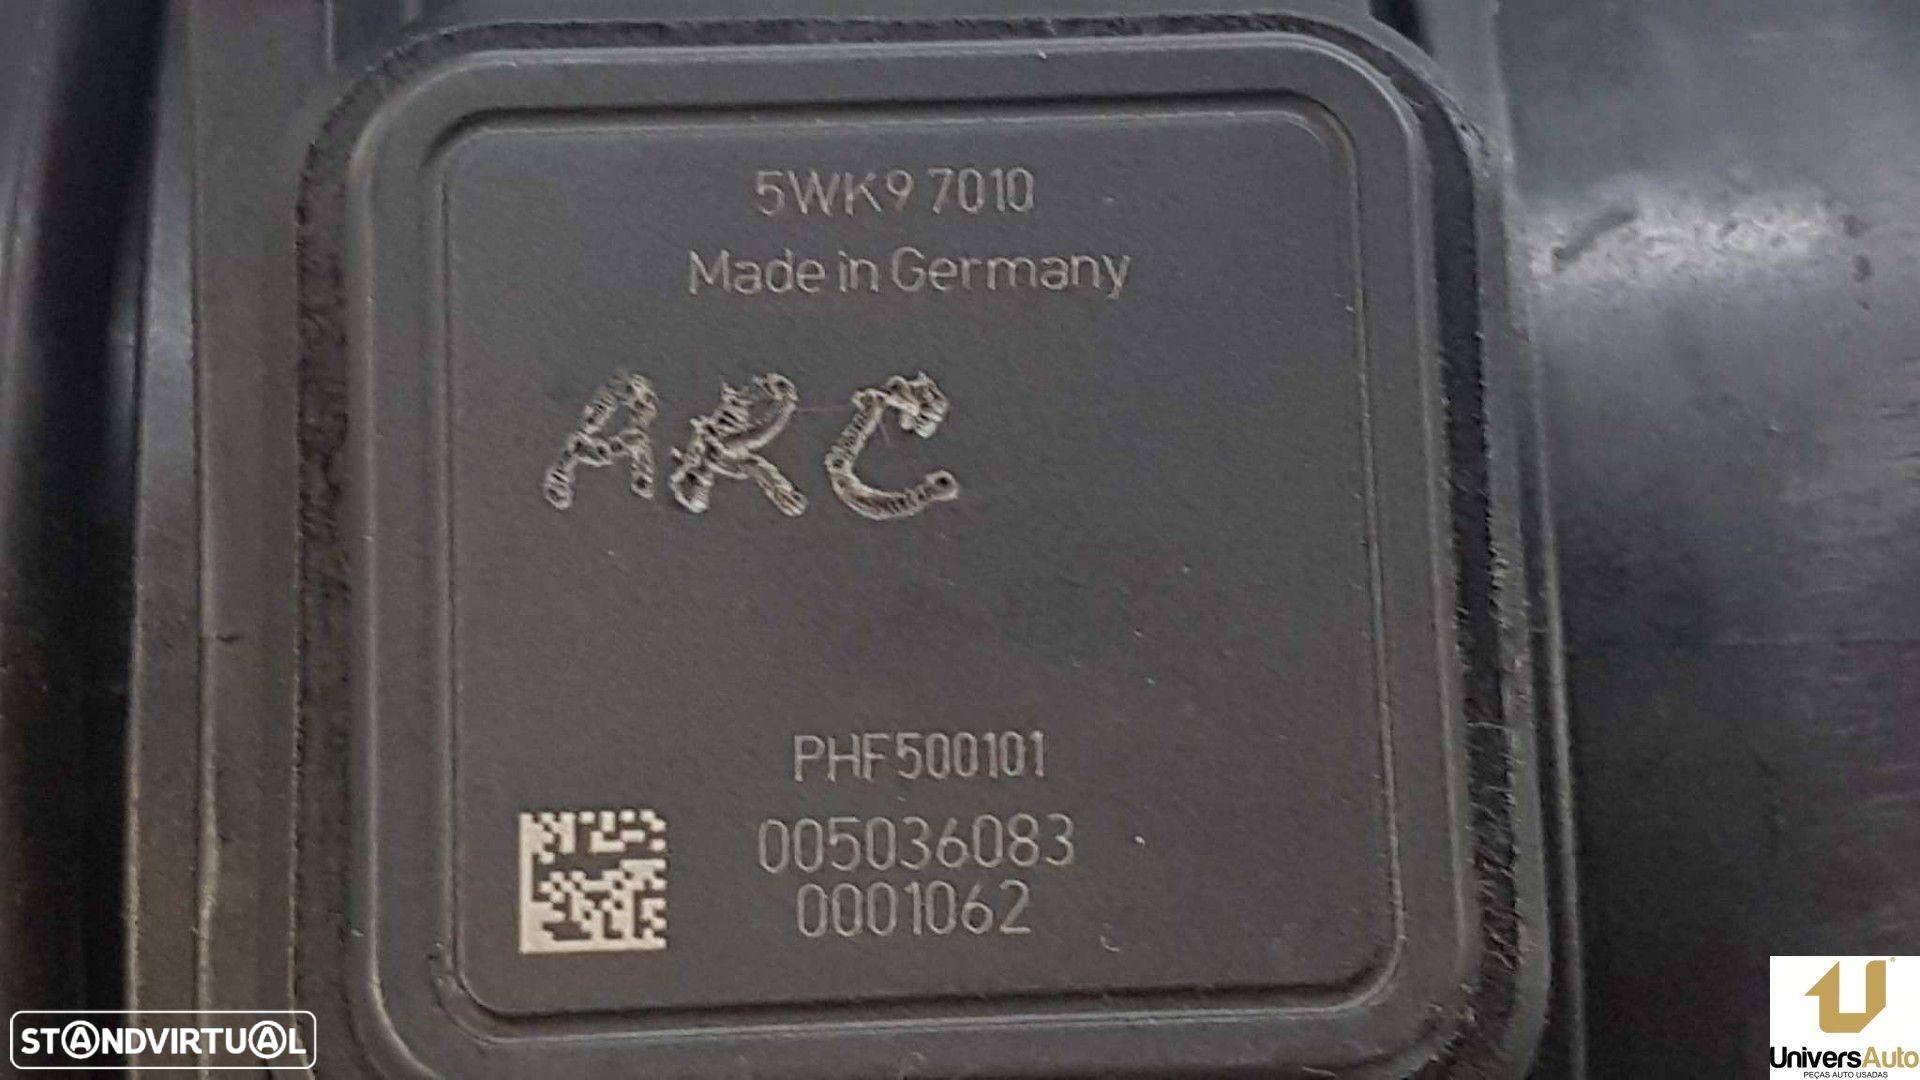 5WK9 7010
Made in Germany
ARC
PHF500101
005036083
0001062
STANDVIRTUAL
UniversAuto
PEÇAS AUTO USADAS